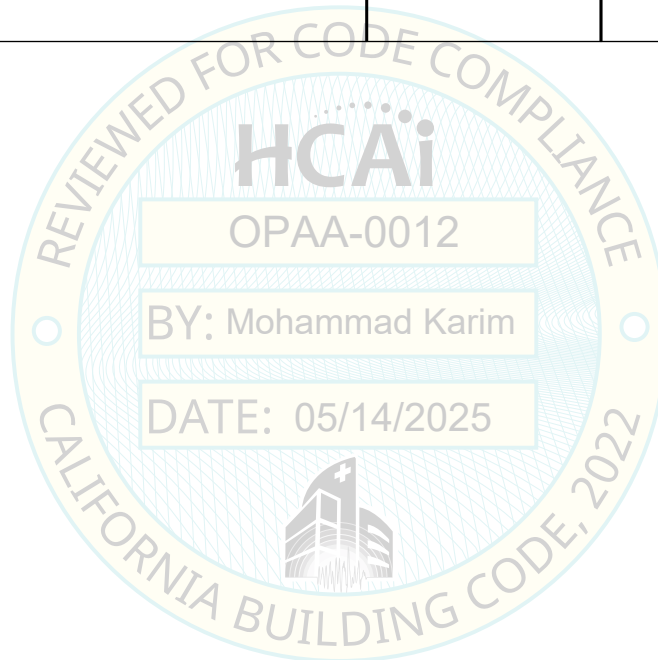 REVIEWED FOR CODE COMPLIANCE
HCAi
OPAA-0012
BY: Mohammad Karim
DATE: 05/14/2025
CALIFORNIA BUILDING CODE, 2022